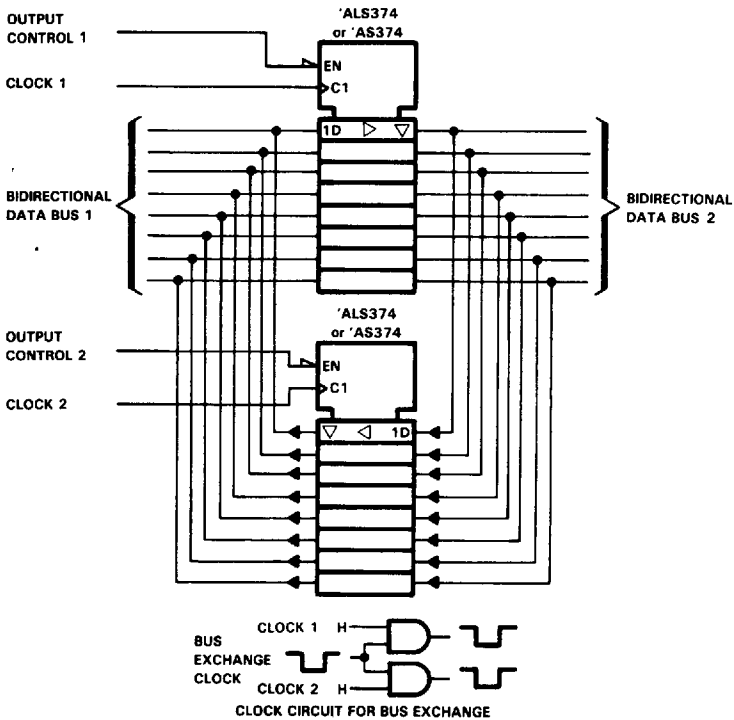 OUTPUT
CONTROL 1
'ALS374
or 'AS374
EN
CLOCK 1
C1
1D
BIDIRECTIONAL
DATA BUS 1
BIDIRECTIONAL
DATA BUS 2
'ALS374
or 'AS374
OUTPUT
CONTROL 2
EN
C1
CLOCK 2
1D
CLOCK 1 H
BUS
EXCHANGE
CLOCK
CLOCK 2 H
CLOCK CIRCUIT FOR BUS EXCHANGE